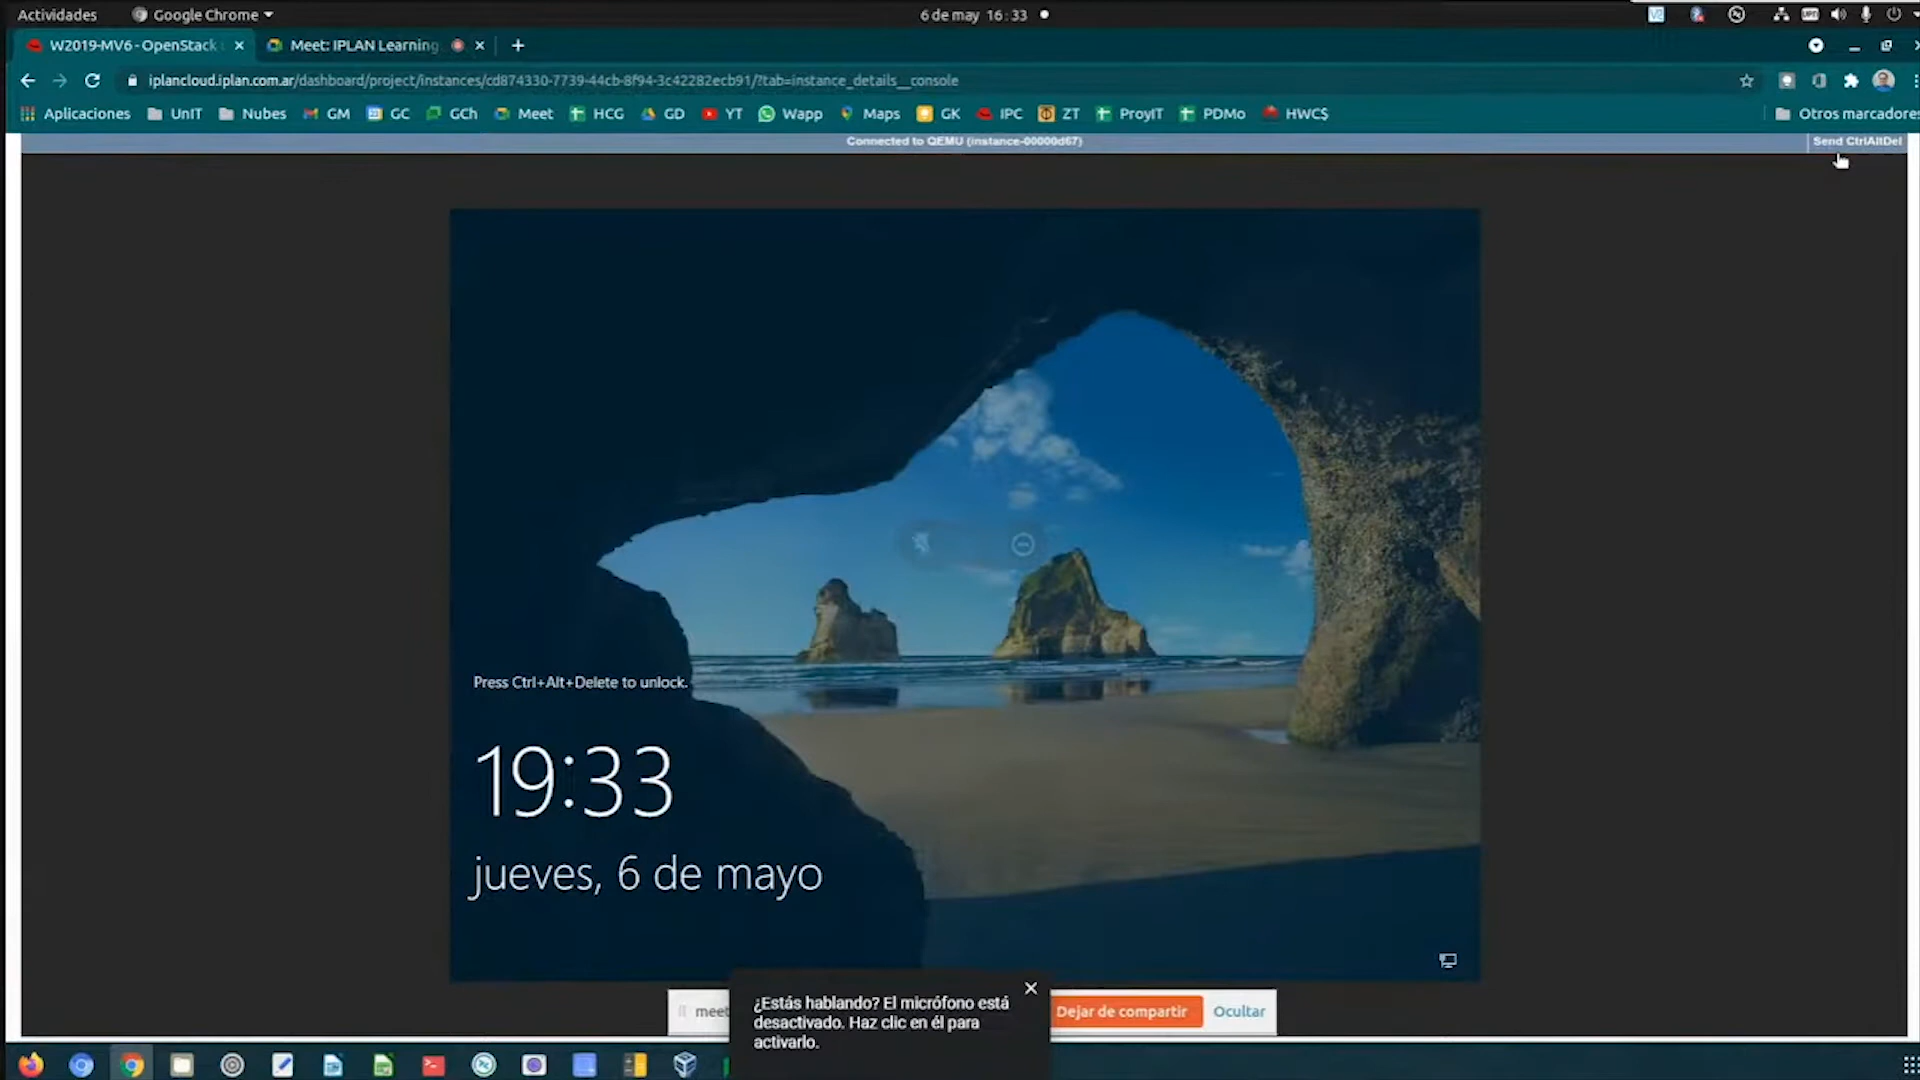 Actividades
Google Chrome
6 de may 16:33
W2019-MV6 - OpenStack
Meet: IPLAN Learning
iplancloud.iplan.com.ar/dashboard/project/instances/cd874330-7739-44cb-8f94-3c42282ecb91/?tab=instance_details__console
Aplicaciones
UnIT
Nubes
GM
GC
GCh
Meet
HCG
GD
YT
Wapp
Maps
GK
IPC
ZT
ProyIT
PDMo
HWC$
Otros marcadores
Connected to QEMU (instance-00000d67)
Send CtrlAltDel
Press Ctrl+Alt+Delete to unlock.
19:33
jueves, 6 de mayo
meet
¿Estás hablando? El micrófono está
desactivado. Haz clic en él para
activarlo.
Dejar de compartir
Ocultar